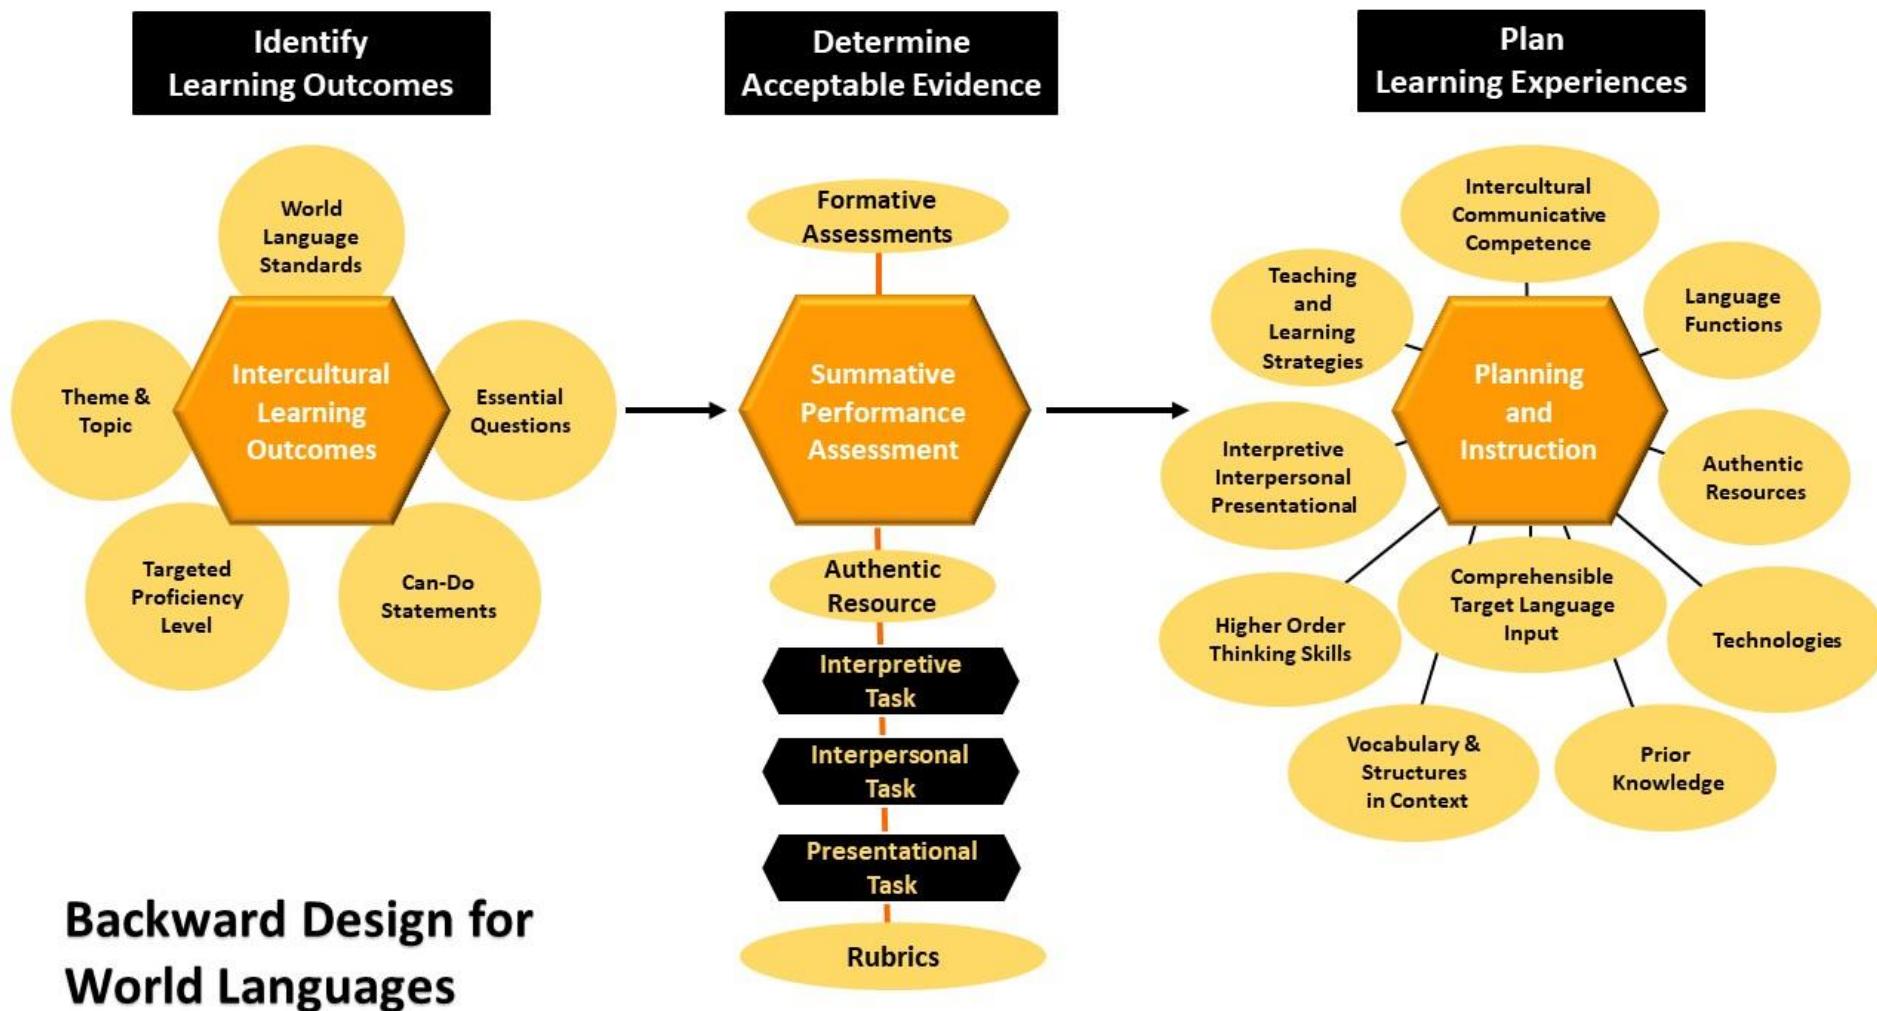 Identify
Learning Outcomes
World
Language
Standards
Theme &
Topic
Intercultural
Learning
Outcomes
Essential
Questions
Targeted
Proficiency
Level
Can-Do
Statements
Determine
Acceptable Evidence
Formative
Assessments
Summative
Performance
Assessment
Authentic
Resource
Interpretive
Task
Interpersonal
Task
Presentational
Task
Rubrics
Plan
Learning Experiences
Intercultural
Communicative
Competence
Teaching
and
Learning
Strategies
Language
Functions
Planning
and
Instruction
Interpretive
Interpersonal
Presentational
Authentic
Resources
Higher Order
Thinking Skills
Comprehensible
Target Language
Input
Technologies
Vocabulary &
Structures
in Context
Prior
Knowledge
Backward Design for
World Languages